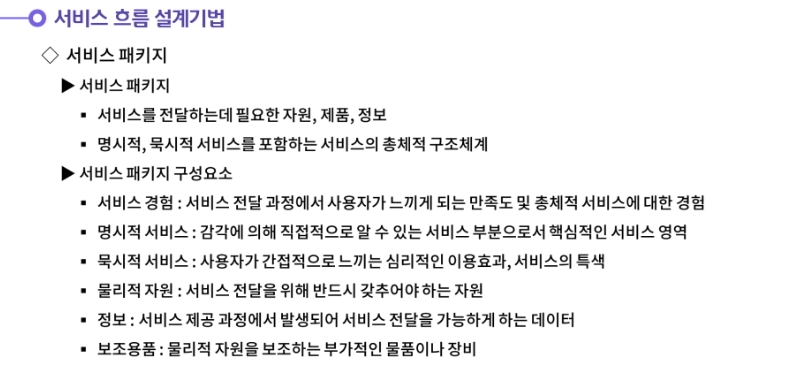 서비스 흐름 설계기법
◇ 서비스 패키지
▶ 서비스 패키지
▪ 서비스를 전달하는데 필요한 자원, 제품, 정보
▪ 명시적, 묵시적 서비스를 포함하는 서비스의 총체적 구조체계
▶ 서비스 패키지 구성요소
▪ 서비스 경험 : 서비스 전달 과정에서 사용자가 느끼게 되는 만족도 및 총체적 서비스에 대한 경험
▪ 명시적 서비스 : 감각에 의해 직접적으로 알 수 있는 서비스 부분으로서 핵심적인 서비스 영역
▪ 묵시적 서비스 : 사용자가 간접적으로 느끼는 심리적인 이용효과, 서비스의 특색
▪ 물리적 자원 : 서비스 전달을 위해 반드시 갖추어야 하는 자원
▪ 정보 : 서비스 제공 과정에서 발생되어 서비스 전달을 가능하게 하는 데이터
▪ 보조용품 : 물리적 자원을 보조하는 부가적인 물품이나 장비